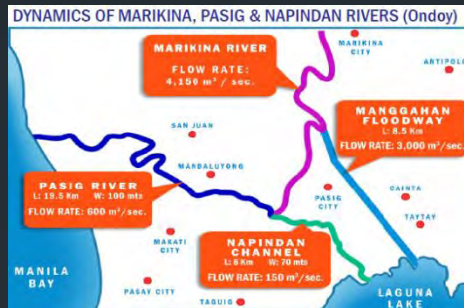 DYNAMICS OF MARIKINA, PASIG & NAPINDAN RIVERS (Ondoy)
MARIKINA RIVER
FLOW RATE:
4,150 m³/ sec.
MARIKINA
CITY
ANTIPOLO
MANGGAHAN
FLOODWAY
L: 8.5 Km
FLOW RATE: 3,000 m³/sec.
SAN JUAN
MANDALUYONG
PASIG RIVER
L: 19.5 Km W: 100 mts
FLOW RATE: 600 m³/sec.
PASIG
CITY
CAINTA
TAYTAY
MAKATI
CITY
NAPINDAN
CHANNEL
L: 8 Km W: 70 mts
FLOW RATE: 150 m³/sec.
MANILA
BAY
PASAY CITY
TAGUIG
LAGUNA
LAKE